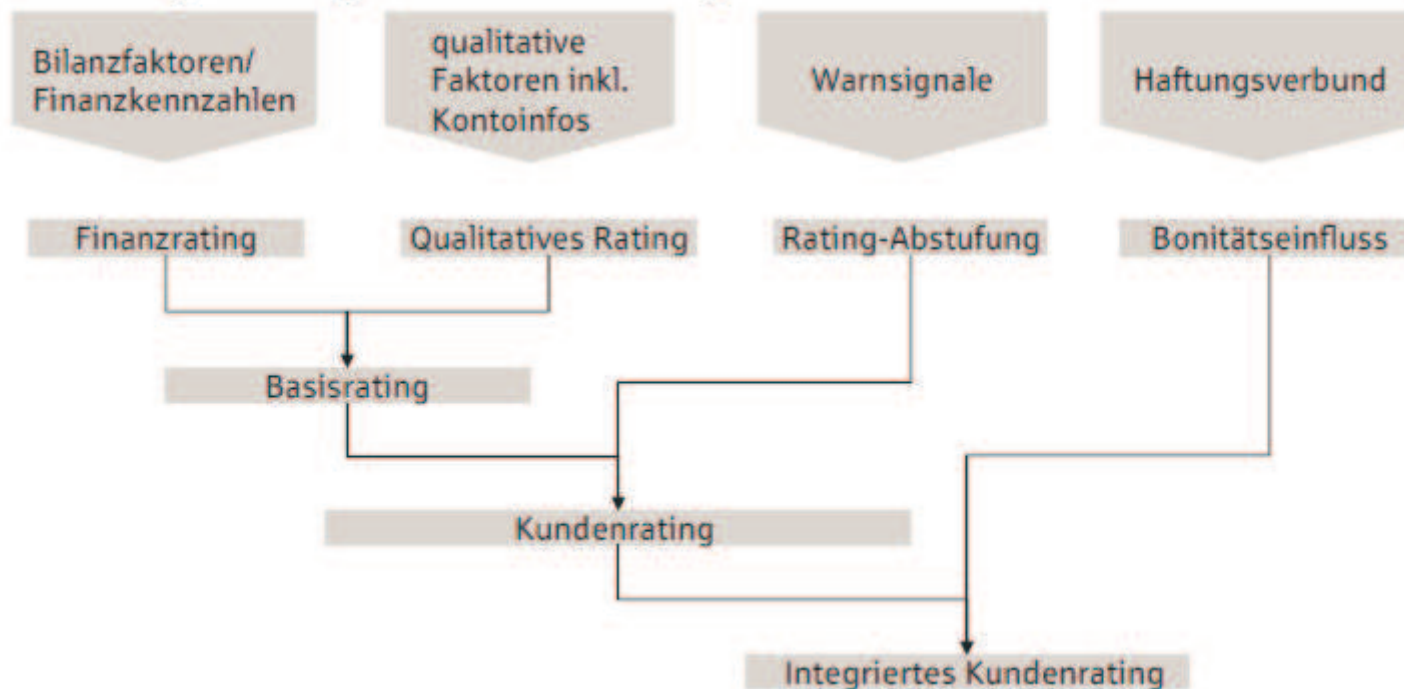 Bilanzfaktoren/
Finanzkennzahlen
qualitative
Faktoren inkl.
Kontoinfos
Warnsignale
Haftungsverbund
Finanzrating
Qualitatives Rating
Rating-Abstufung
Bonitätseinfluss
Basisrating
Kundenrating
Integriertes Kundenrating